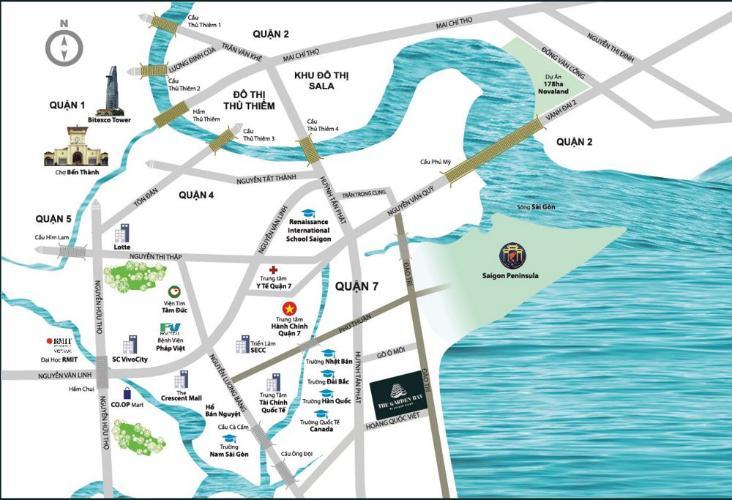 N
QUẬN 1
Bitexco Tower
Chợ Bến Thành
QUẬN 5
Cầu Him Lam
Cầu
Thủ Thiêm 1
LƯƠNG ĐỊNH CỦA
TRẦN VĂN KHÊ
QUẬN 2
MAI CHÍ THỌ
MAI CHÍ THỌ
Cầu
Thủ Thiêm 2
Hầm
Thủ Thiêm
ĐÔ THỊ
THỦ THIÊM
KHU ĐÔ THỊ
SALA
Cầu
Thủ Thiêm 3
Cầu
Thủ Thiêm 4
NGUYỄN THỊ ĐỊNH
ĐỒNG VĂN CỐNG
Dự Án
178ha
Novaland
VÀNH ĐAI 2
QUẬN 2
Cầu Phú Mỹ
Sông Sài Gòn
Saigon Peninsula
TÔN ĐẢN
QUẬN 4
NGUYỄN TẤT THÀNH
HUỲNH TẤN PHÁT
TRẦN TRỌNG CUNG
NGUYỄN VĂN QUỲ
NGUYỄN VĂN LINH
Renaissance
International
School Saigon
Lotte
NGUYỄN THỊ THẬP
NGUYỄN HỮU THỌ
Viện Tim
Tâm Đức
FV
HOSPITAL
Bệnh Viện
Pháp Việt
Trung tâm
Y Tế Quận 7
Trung tâm
Hành Chính
Quận 7
QUẬN 7
ĐÀO TRÍ
PHÚ THUẬN
Triển Lãm
SECC
RMIT
Đại Học RMIT
SC VivoCity
NGUYỄN VĂN LINH
Hầm Chui
CO.OP Mart
The
Crescent Mall
Hồ
Bán Nguyệt
NGUYỄN LƯƠNG BẰNG
Trung Tâm
Tài Chính
Quốc Tế
Trường Nhật Bản
Trường Đài Bắc
Trường Hàn Quốc
Trường Quốc Tế
Canada
HUỲNH TẤN PHÁT
GÒ Ô MÔI
THE GARDEN BAY
HOÀNG QUỐC VIỆT
ĐÀO TRÍ
NGUYỄN HỮU THỌ
Cầu Cả Cấm
Trường
Nam Sài Gòn
Cầu Ông Đội